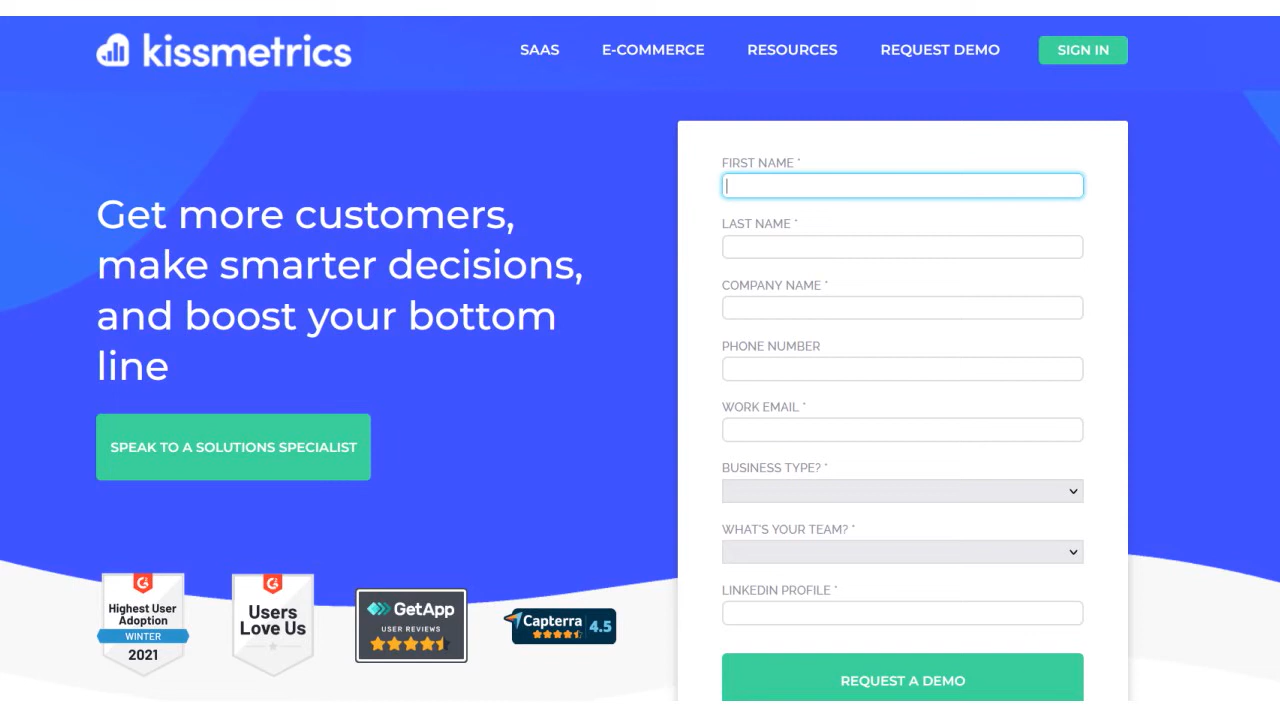 kissmetrics
SAAS
E-COMMERCE
RESOURCES
REQUEST DEMO
SIGN IN
Get more customers,
make smarter decisions,
and boost your bottom
line
SPEAK TO A SOLUTIONS SPECIALIST
Highest User
Adoption
WINTER
2021
Users
Love Us
GetApp
USER REVIEWS
Capterra 4.5
FIRST NAME *
LAST NAME *
COMPANY NAME *
PHONE NUMBER
WORK EMAIL *
BUSINESS TYPE? *
WHAT'S YOUR TEAM? *
LINKEDIN PROFILE *
REQUEST A DEMO